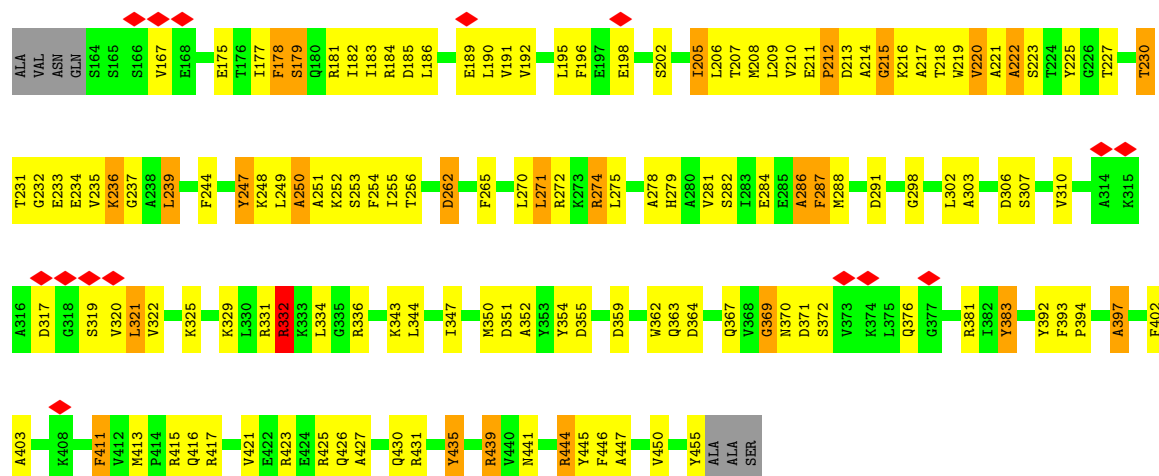 ALA VAL ASN GLN S164 S165 S166 V167 E168 E175 T176 I177 F178 S179 Q180 R181 I182 I183 R184 D185 L186 E189 L190 V191 V192 L195 F196 E197 E198 S202 I205 L206 T207 M208 L209 V210 E211 P212 D213 A214 G215 K216 A217 T218 W219 V220 A221 A222 S223 T224 Y225 G226 T227 T230
T231 G232 E233 E234 V235 K236 G237 A238 L239 F244 Y247 K248 L249 A250 A251 K252 S253 F254 I255 T256 D262 F265 L270 L271 R272 K273 R274 L275 A278 H279 A280 V281 S282 I283 E284 E285 A286 F287 M288 D291 G298 L302 A303 D306 S307 V310 A314 K315
A316 D317 G318 S319 V320 L321 V322 K325 K329 L330 R331 R332 K333 L334 G335 R336 K343 L344 I347 M350 D351 A352 Y353 Y354 D355 D359 W362 Q363 D364 Q367 V368 G369 N370 D371 S372 V373 K374 L375 Q376 G377 R381 I382 Y383 Y392 F393 P394 A397 F402
A403 K408 F411 V412 M413 P414 R415 Q416 R417 V421 E422 R423 E424 R425 Q426 A427 Q430 R431 Y435 R439 V440 N441 R444 Y445 F446 A447 V450 Y455 ALA ALA SER